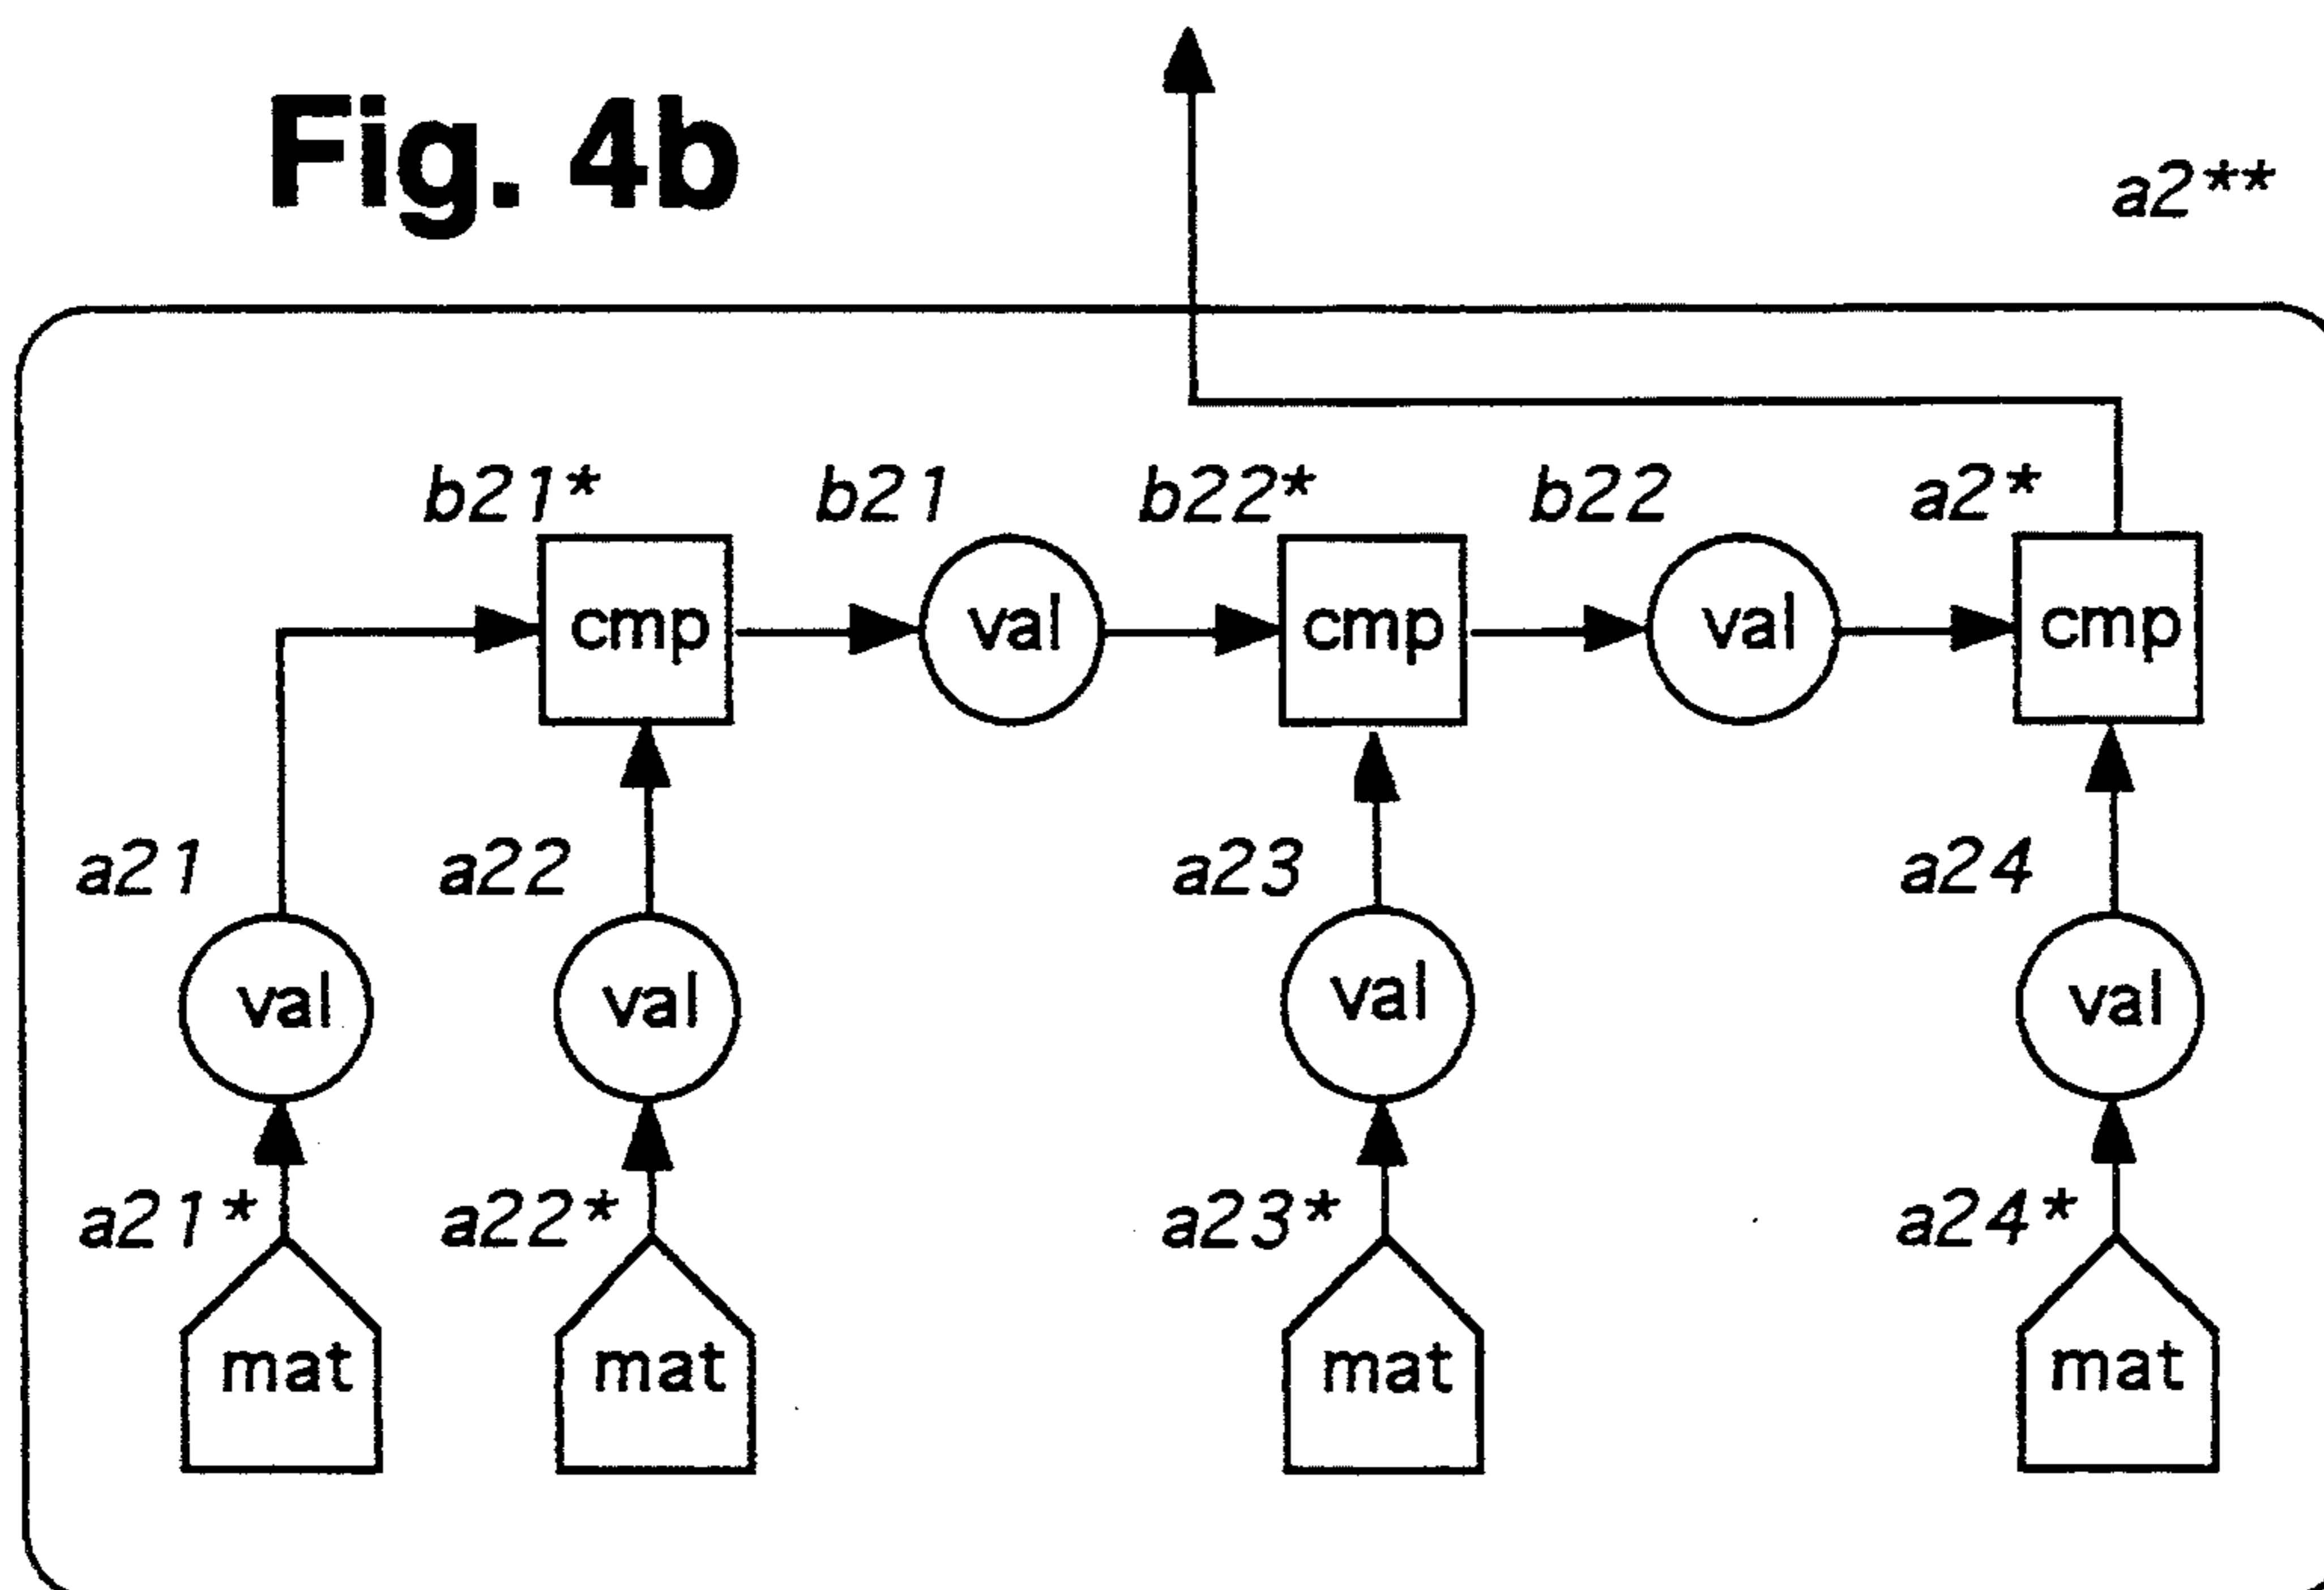 Fig. 4b
a2**
b21* b21 b22* b22 a2*
cmp val cmp val cmp
a21 a22 a23 a24
val val val val
a21* a22* a23* a24*
mat mat mat mat